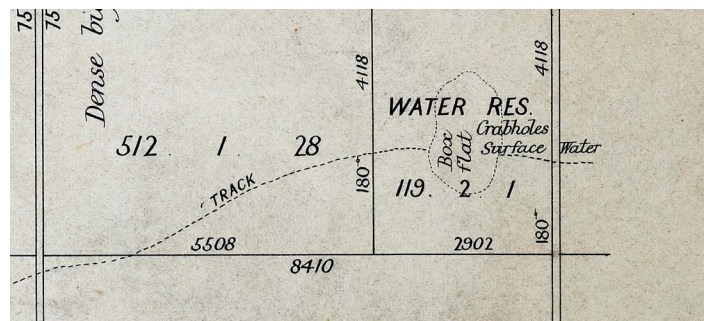 75
75
Dense
4118
4118
WATER RES.
Crabholes
Surface Water
Box
flat
512 1 28
180°
TRACK
119. 2 1
180°
5508
2902
8410